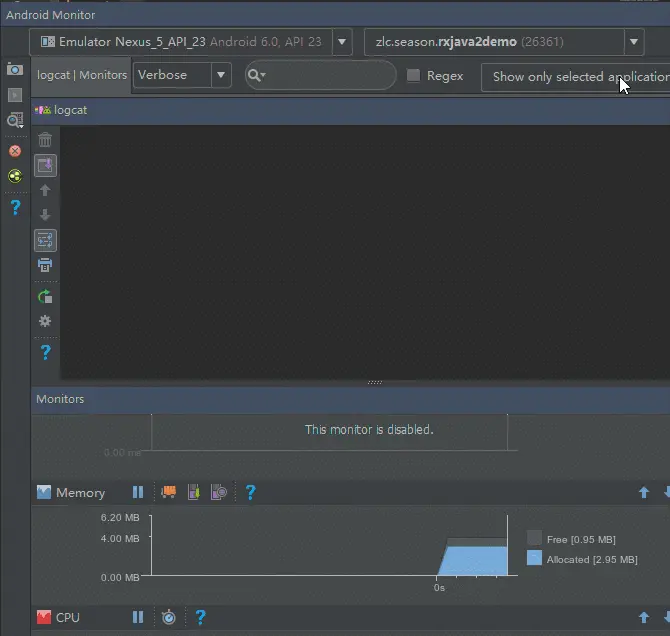 Android Monitor
Emulator Nexus_5_API_23 Android 6.0, API 23
zlc.season.rxjava2demo (26361)
logcat | Monitors
Verbose
Regex
Show only selected application
logcat
Monitors
This monitor is disabled.
0.00 ms
Memory
6.20 MB
4.00 MB
0.00 MB
0s
Free [0.95 MB]
Allocated [2.95 MB]
CPU